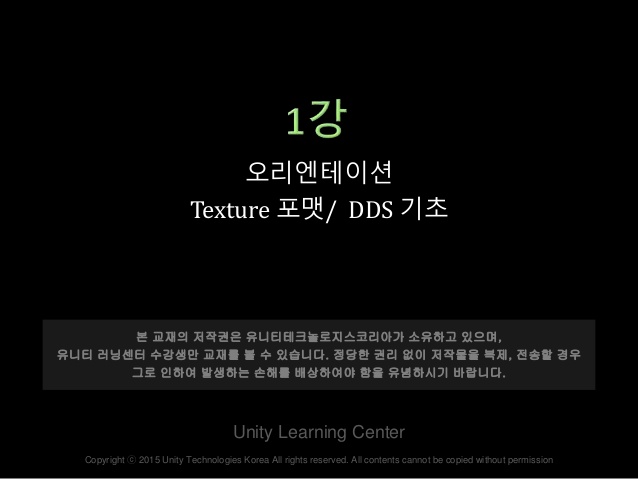 1강
오리엔테이션
Texture 포맷/ DDS 기초
본 교재의 저작권은 유니티테크놀로지스코리아가 소유하고 있으며,
유니티 러닝센터 수강생만 교재를 볼 수 있습니다. 정당한 권리 없이 저작물을 복제, 전송할 경우
그로 인하여 발생하는 손해를 배상하여야 함을 유념하시기 바랍니다.
Unity Learning Center
Copyright ⓒ 2015 Unity Technologies Korea All rights reserved. All contents cannot be copied without permission